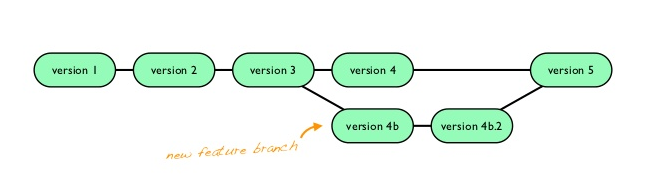 version 1
version 2
version 3
version 4
version 5
version 4b
version 4b.2
new feature branch